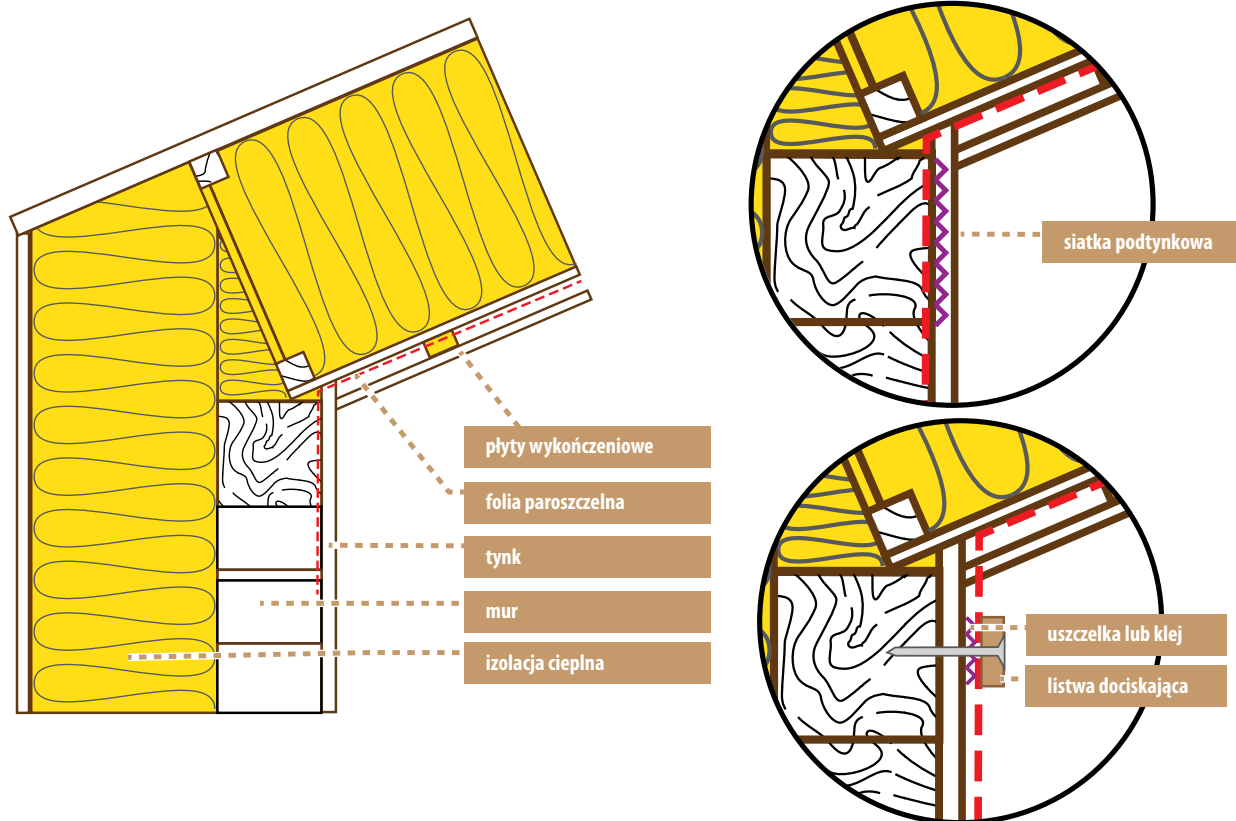 siatka podtynkowa
płyty wykończeniowe
folia paroszczelna
tynk
mur
izolacja cieplna
uszczelka lub klej
listwa dociskająca